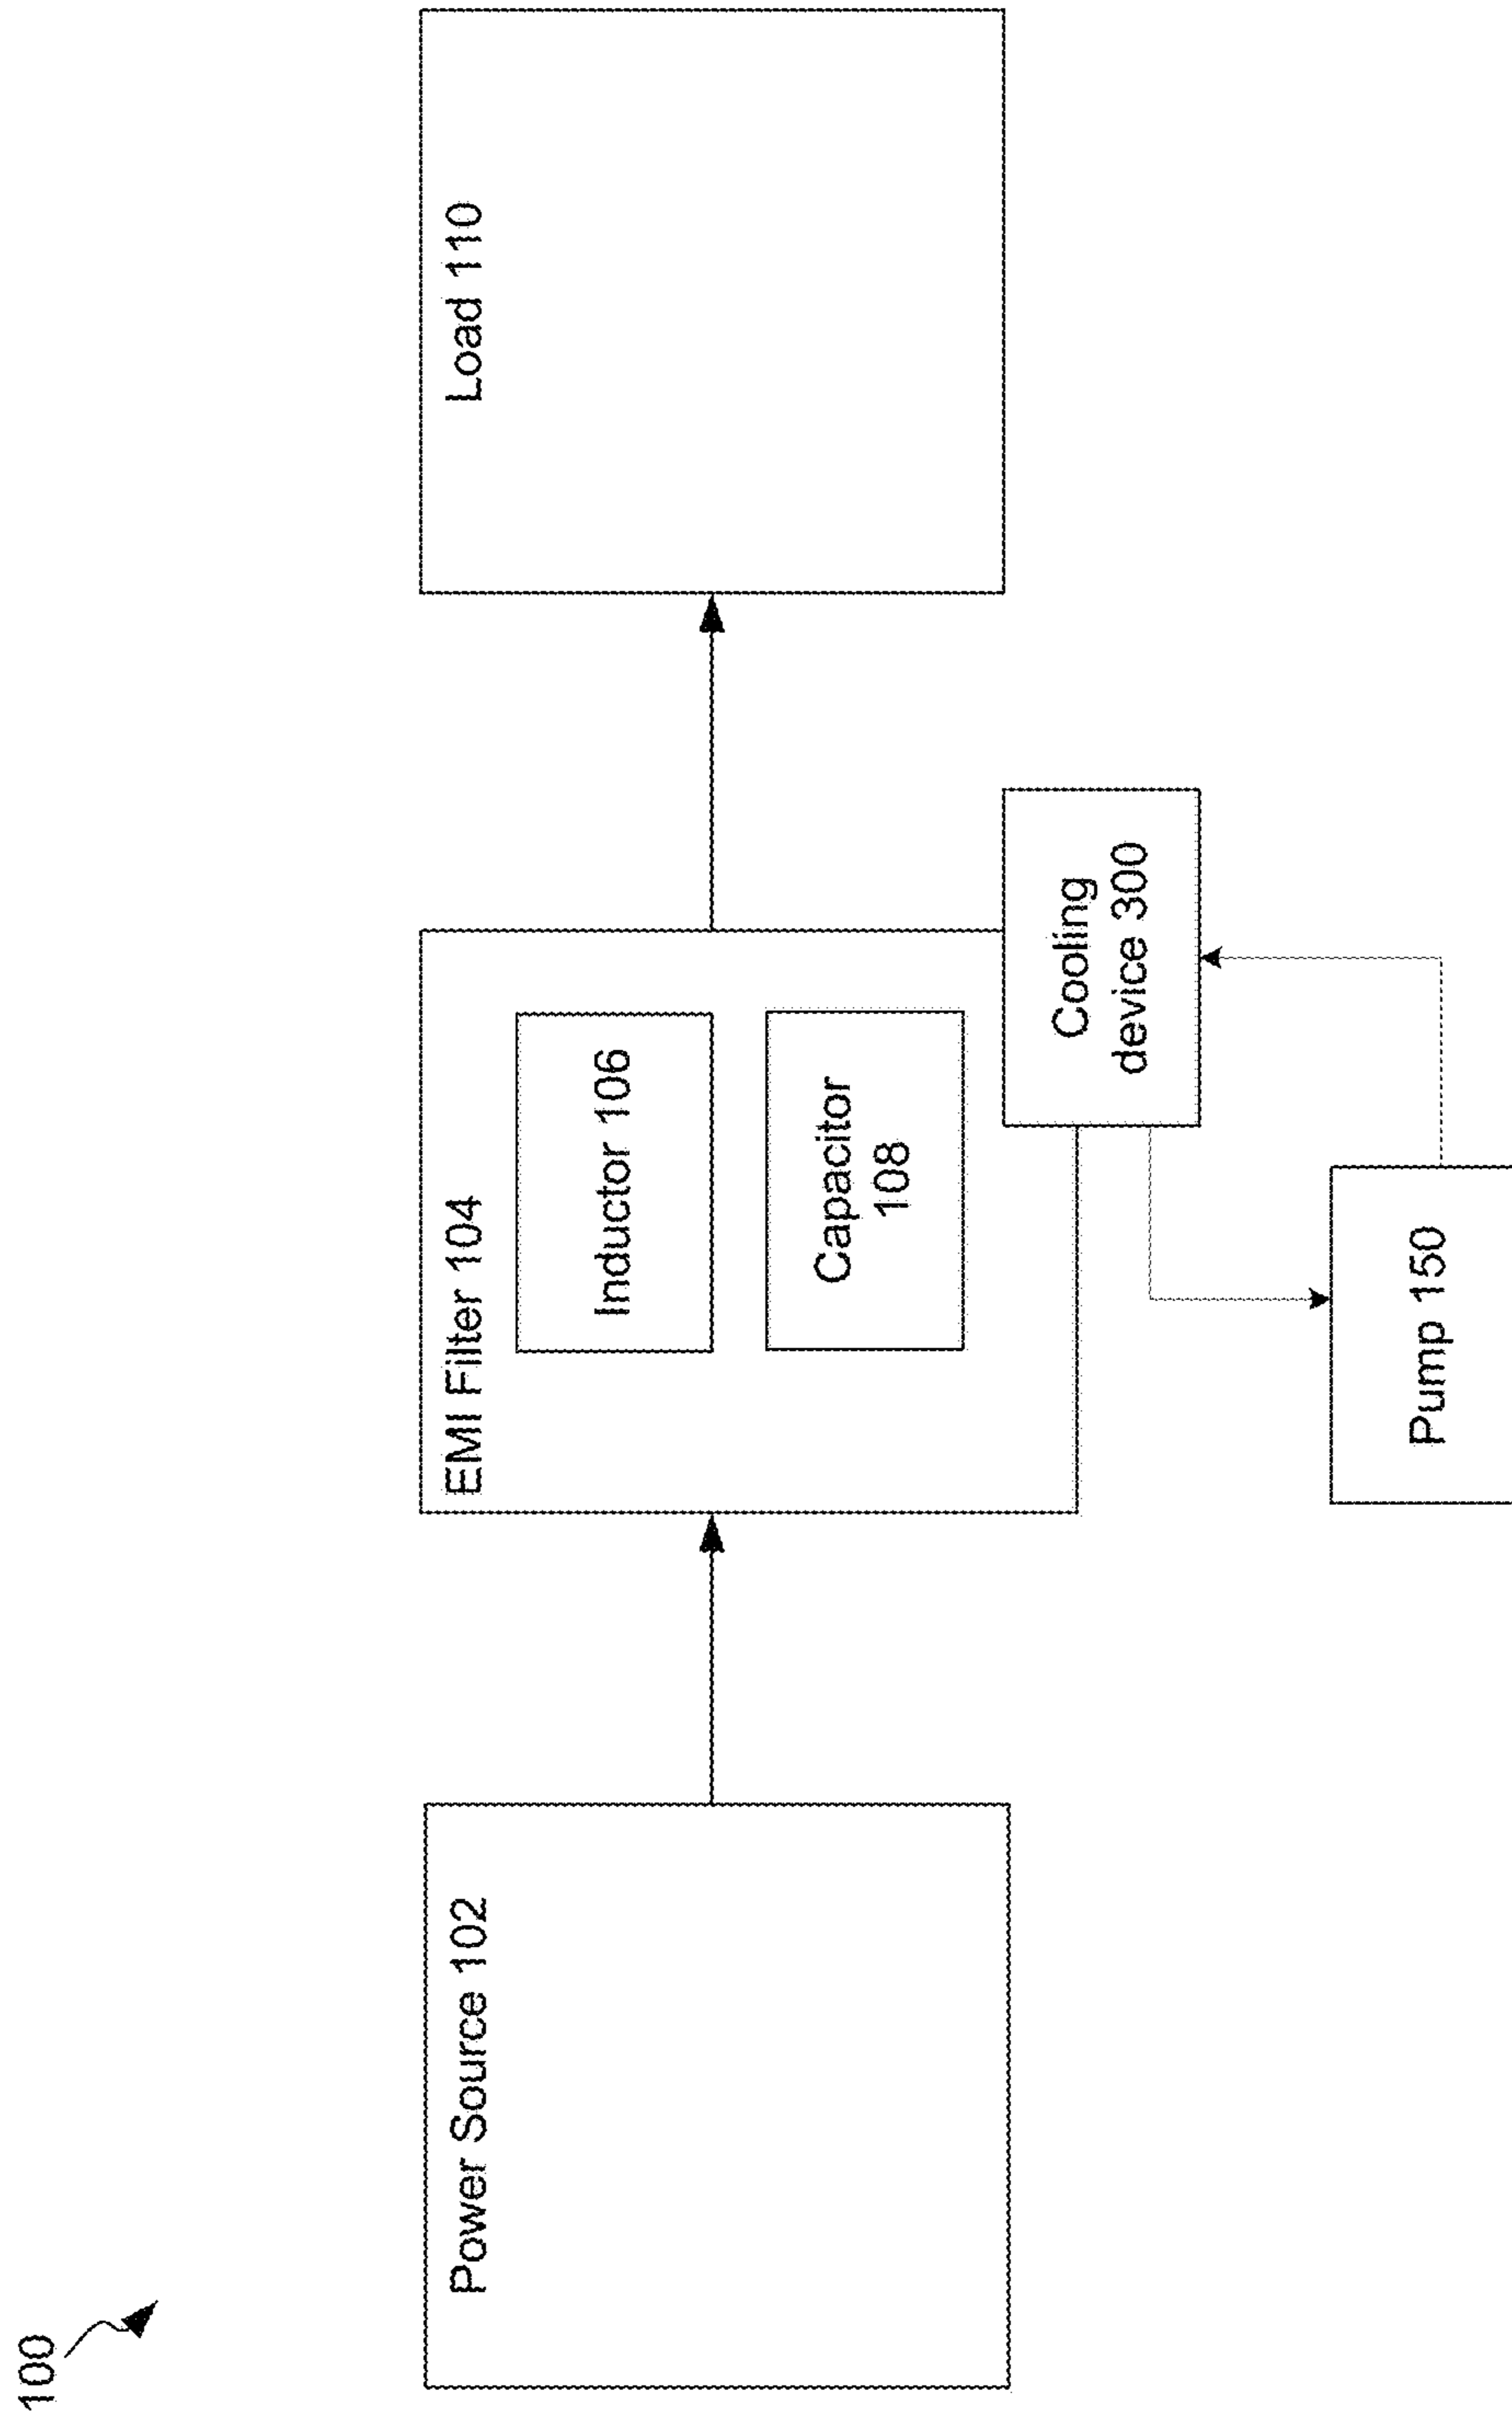 100
Power Source 102
EMI Filter 104
Inductor 106
Capacitor
108
Cooling
device 300
Pump 150
Load 110